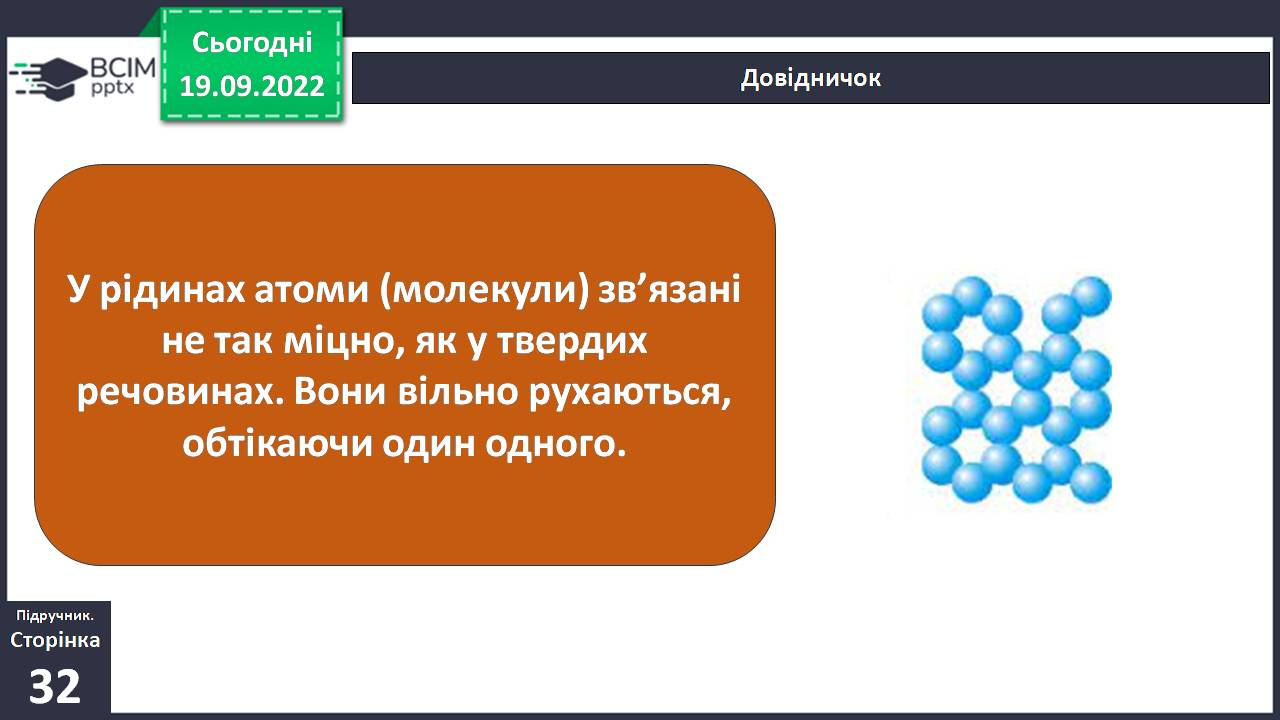 Сьогодні
19.09.2022
BCIM
pptx
Довідничок
У рідинах атоми (молекули) зв’язані
не так міцно, як у твердих
речовинах. Вони вільно рухаються,
обтікаючи один одного.
Підручник.
Сторінка
32